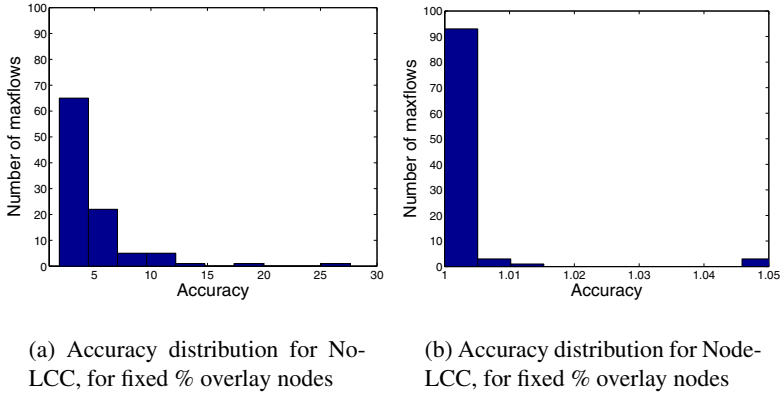 100
90
80
70
60
50
40
30
20
10
0
Number of maxflows
5 10 15 20 25 30
Accuracy
100
90
80
70
60
50
40
30
20
10
0
Number of maxflows
1 1.01 1.02 1.03 1.04 1.05
Accuracy
(a) Accuracy distribution for No-
LCC, for fixed % overlay nodes
(b) Accuracy distribution for Node-
LCC, for fixed % overlay nodes